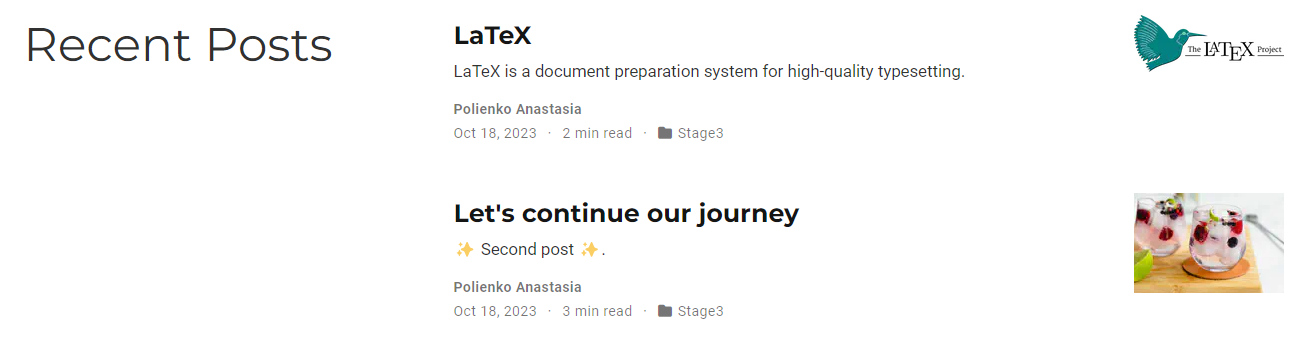 Recent Posts
LaTeX
LaTeX is a document preparation system for high-quality typesetting.
Polienko Anastasia
Oct 18, 2023 · 2 min read · Stage3
The LATEX Project
Let's continue our journey
✨ Second post ✨.
Polienko Anastasia
Oct 18, 2023 · 3 min read · Stage3